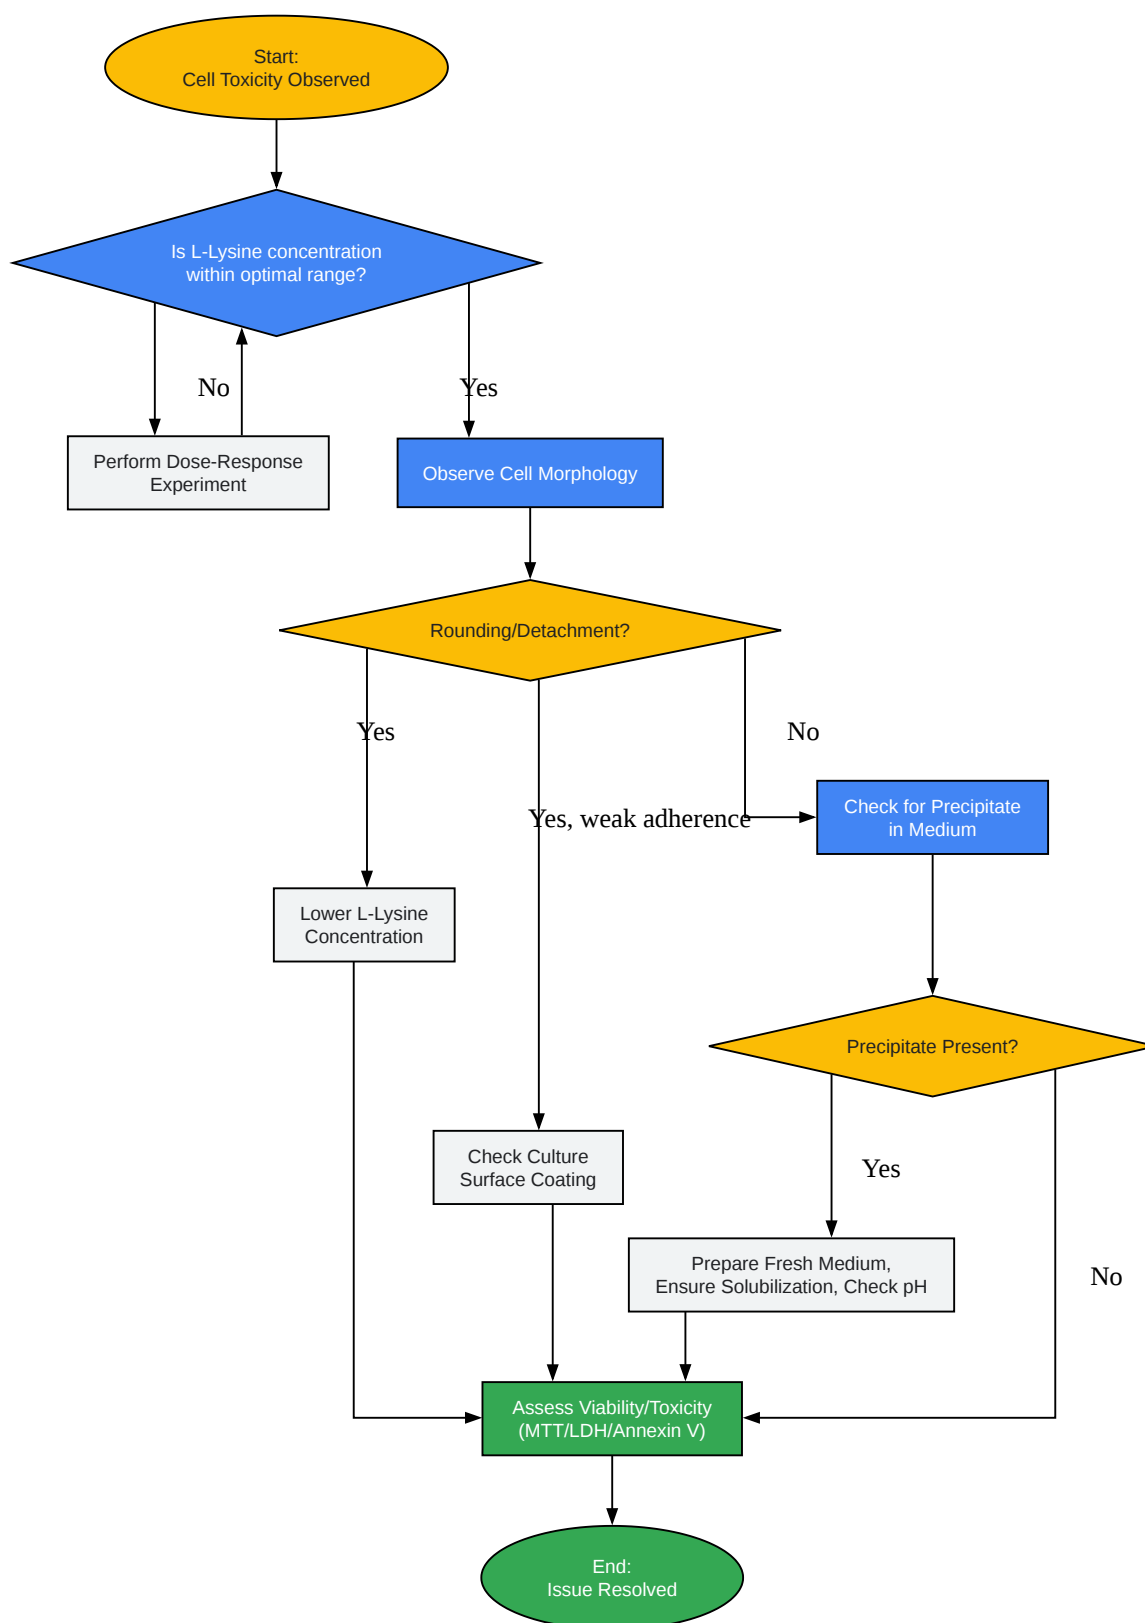 Start:
Cell Toxicity Observed
Is L-Lysine concentration
within optimal range?
No
Yes
Perform Dose-Response
Experiment
Observe Cell Morphology
Rounding/Detachment?
Yes
No
Yes, weak adherence
Check for Precipitate
in Medium
Lower L-Lysine
Concentration
Precipitate Present?
Check Culture
Surface Coating
Yes
Prepare Fresh Medium,
Ensure Solubilization, Check pH
No
Assess Viability/Toxicity
(MTT/LDH/Annexin V)
End:
Issue Resolved